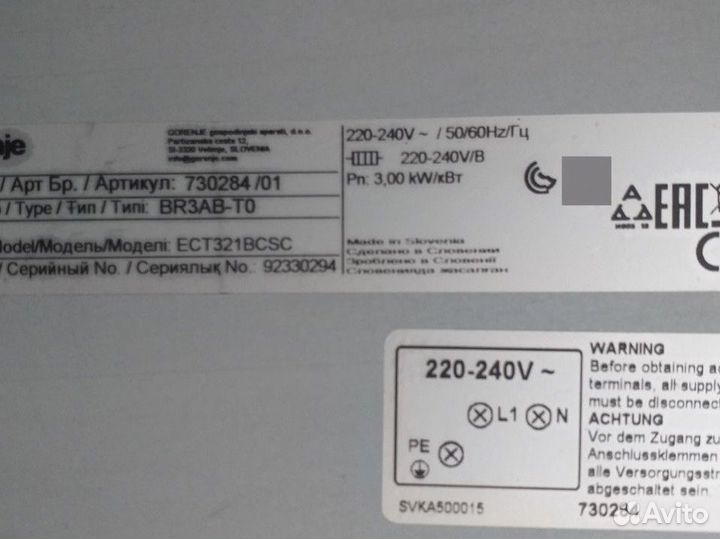 nje
GORENJE gospodinjski aparati, d.o.o.
Partizanska cesta 12,
SI-3320 Velenje, SLOVENIA
info@gorenje.com
/ Арт Бр. / Артикул: 730284 /01
/ Type / Тип / Типі: BR3AB-T0
Model/Модель/Моделі: ECT321BCSC
/ Серийный No. / Сериялық No.: 92330294
220-240V ~ / 50/60Hz/Гц
220-240V/В
Pn: 3,00 kW/кВт
Made in Slovenia
Сделано в Словении
Зроблено в Словенії
Словенияда жасалған
EAC
C
220-240V ~
L1 N
PE
SVKA500015
WARNING
Before obtaining
terminals, all supply
must be disconnec
ACHTUNG
Vor dem Zugang zu
Anschlussklemmen
alle Versorgungsstr
abgeschaltet sein.
730284
Avito